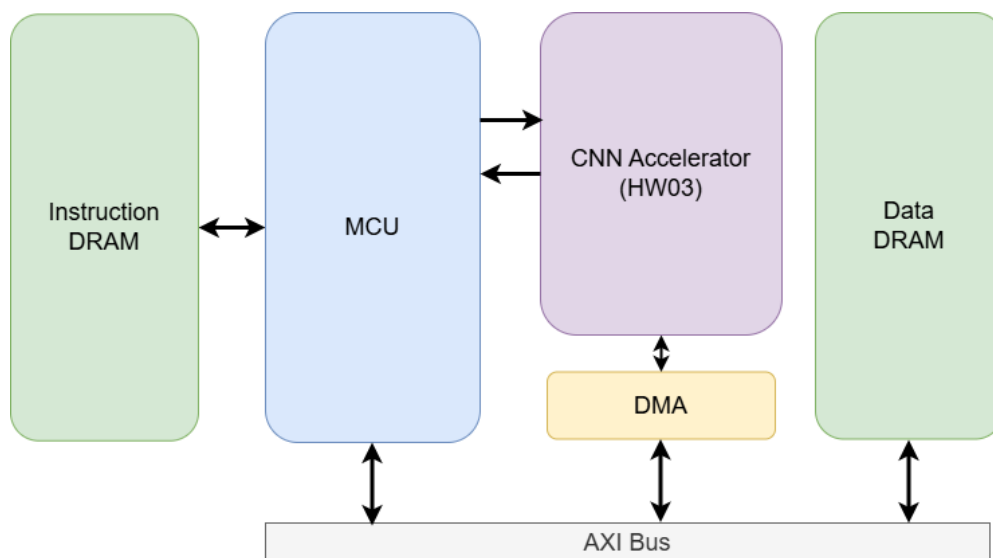 Instruction
DRAM
MCU
CNN Accelerator
(HW03)
Data
DRAM
DMA
AXI Bus